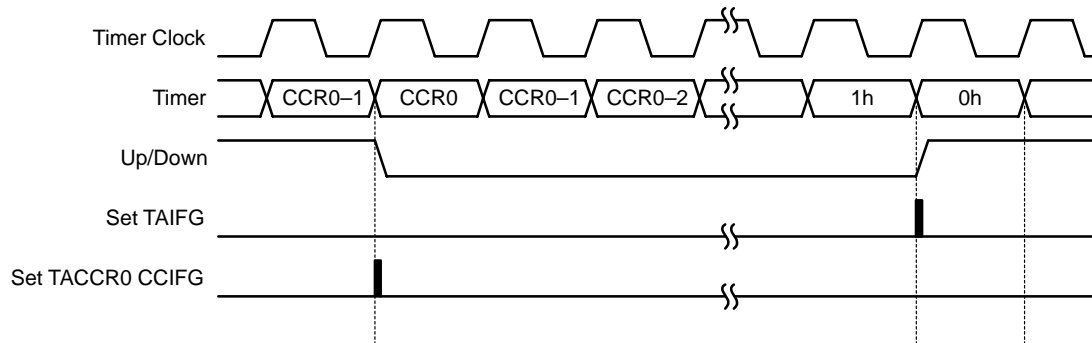 Timer Clock
Timer CCR0–1 CCR0 CCR0–1 CCR0–2 1h 0h
Up/Down
Set TAIFG
Set TACCR0 CCIFG